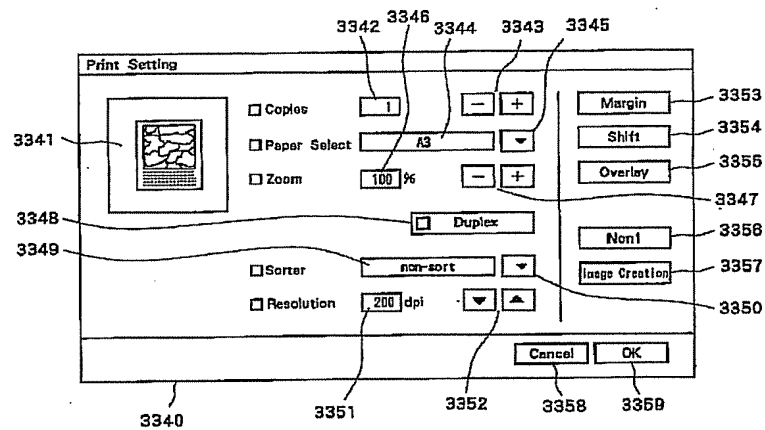 3346
3342 3344 3343 3345
Print Setting
3341
Copies 1 - +
Paper Select A3
Zoom 100 % - +
Duplex
Sorter non-sort
Resolution 200 dpi
Margin 3353
Shift 3354
Overlay 3355
3347
3348
3349
Non1 3356
Image Creation 3357
3350
Cancel OK
3340 3351 3352 3358 3359